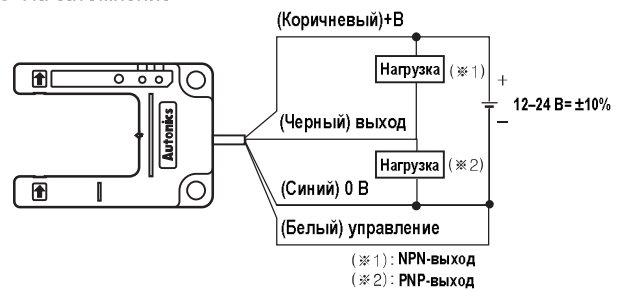 (Коричневый)+В
Нагрузка (※1)
+
12–24 В= ±10%
−
Autonics
(Черный) выход
Нагрузка (※2)
(Синий) 0 В
(Белый) управление
(※1): NPN-выход
(※2): PNP-выход